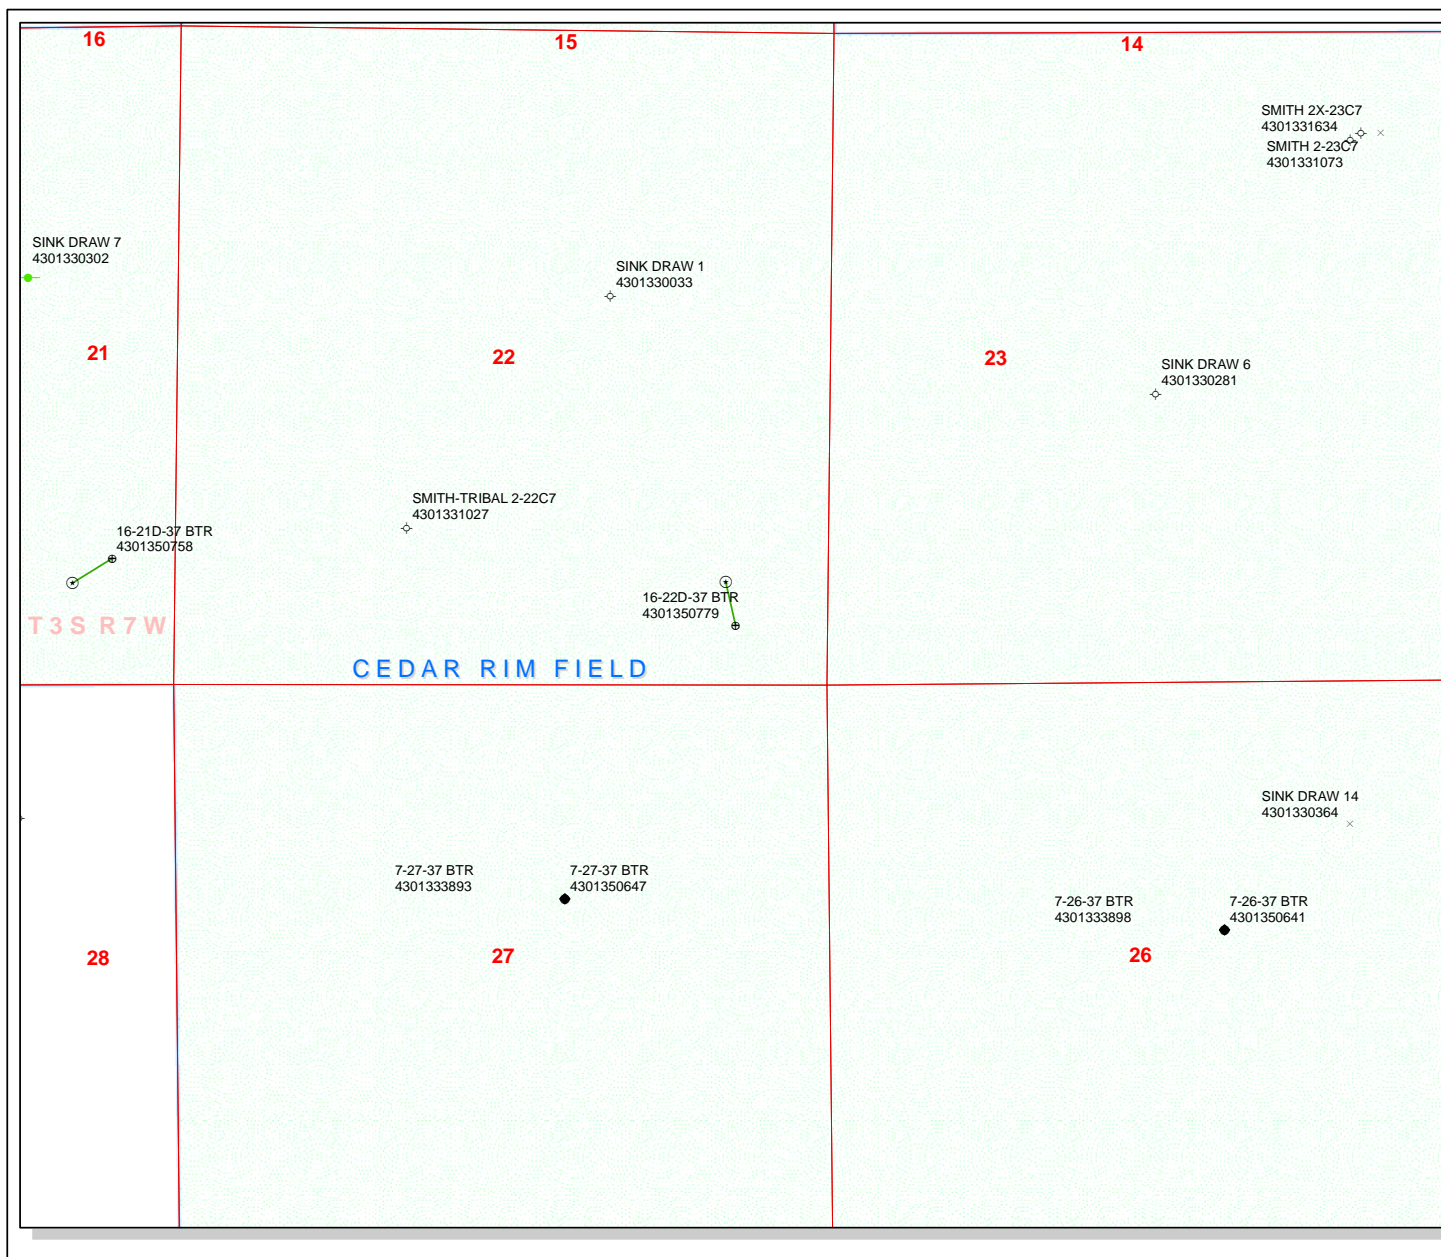 16
15
14
SMITH 2X-23C7
4301331634
SMITH 2-23C7
4301331073
SINK DRAW 7
4301330302
SINK DRAW 1
4301330033
21
22
23
SINK DRAW 6
4301330281
SMITH-TRIBAL 2-22C7
4301331027
16-21D-37 BTR
4301350758
16-22D-37 BTR
4301350779
T3S R7W
CEDAR RIM FIELD
SINK DRAW 14
4301330364
7-27-37 BTR
4301333893
7-27-37 BTR
4301350647
7-26-37 BTR
4301333898
7-26-37 BTR
4301350641
28
27
26